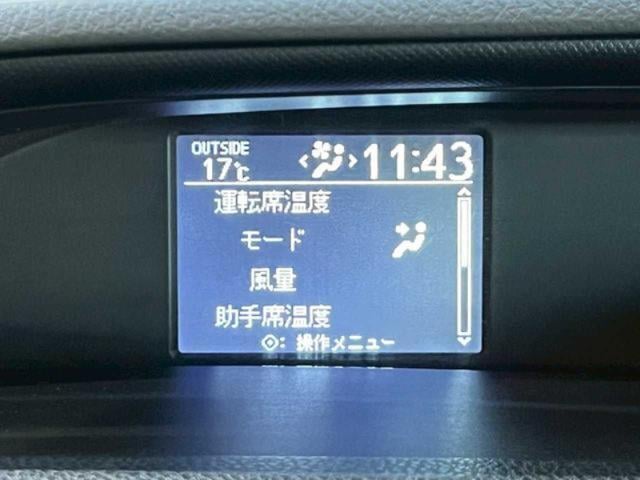 OUTSIDE
17℃ 11:43
運転席温度
モード
風量
助手席温度
: 操作メニュー